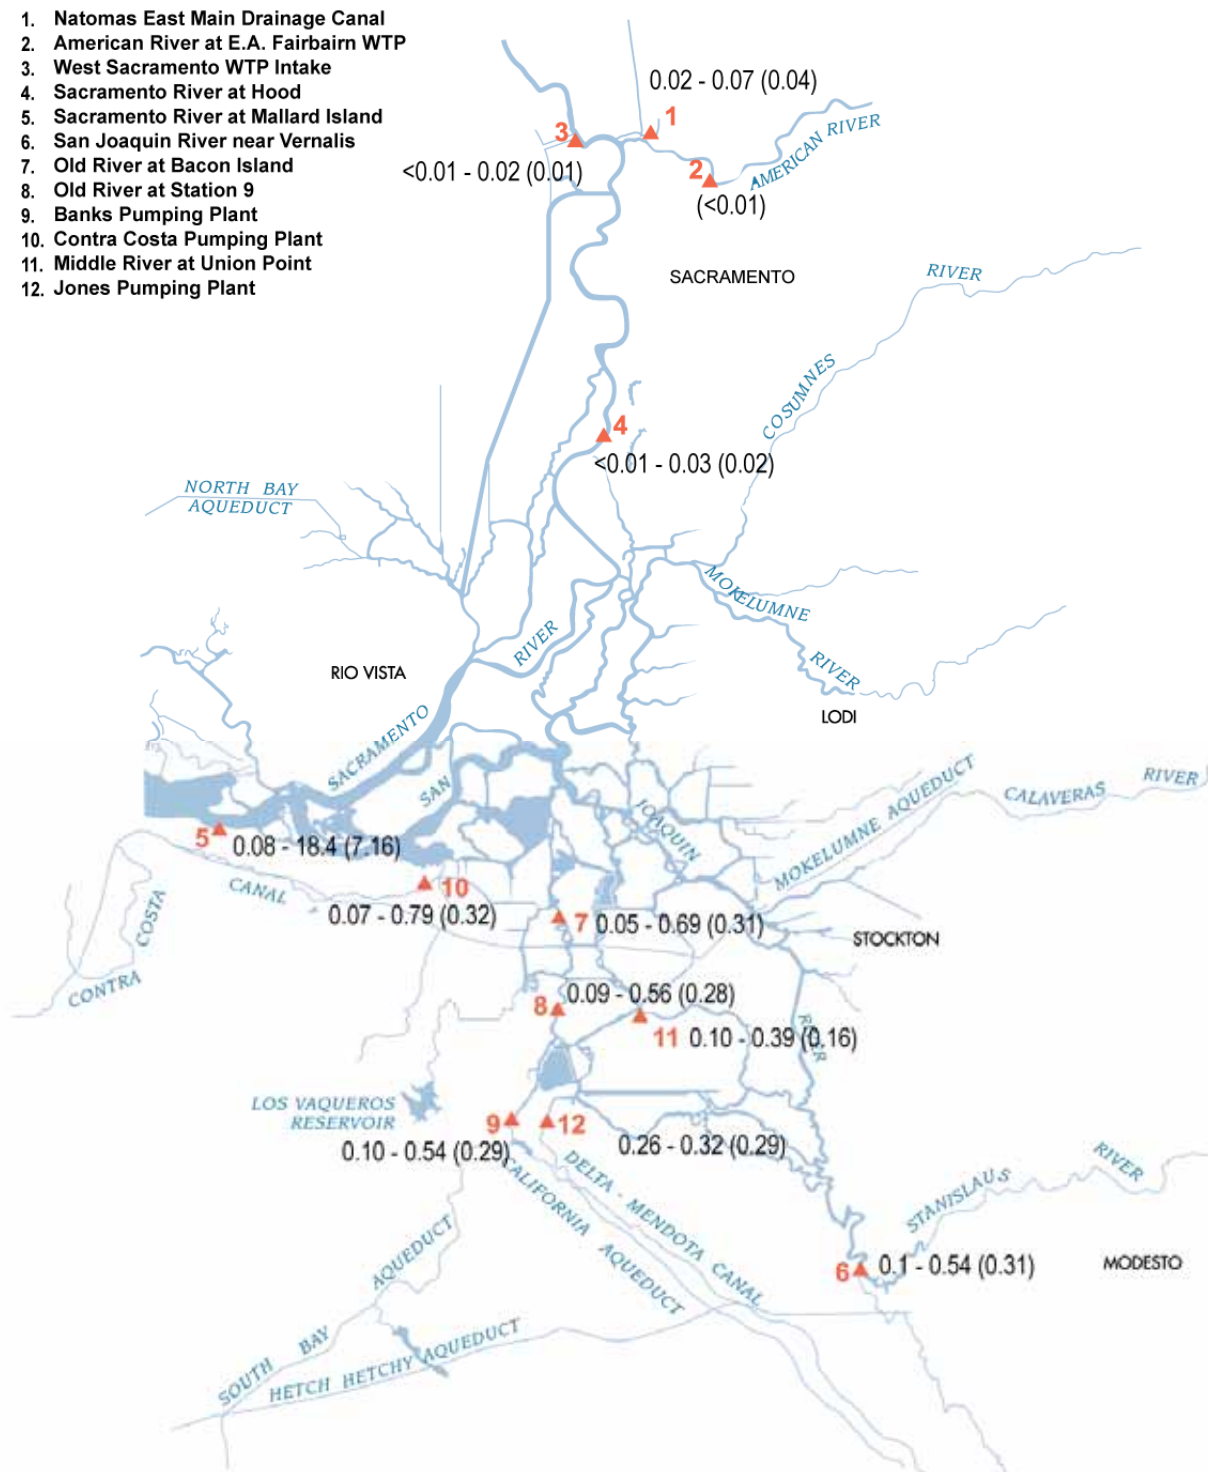 1. Natomas East Main Drainage Canal
2. American River at E.A. Fairbairn WTP
3. West Sacramento WTP Intake
4. Sacramento River at Hood
5. Sacramento River at Mallard Island
6. San Joaquin River near Vernalis
7. Old River at Bacon Island
8. Old River at Station 9
9. Banks Pumping Plant
10. Contra Costa Pumping Plant
11. Middle River at Union Point
12. Jones Pumping Plant
0.02 - 0.07 (0.04)
1
3
<0.01 - 0.02 (0.01)
2
(<0.01)
AMERICAN RIVER
SACRAMENTO
RIVER
COSUMNES
4
<0.01 - 0.03 (0.02)
NORTH BAY
AQUEDUCT
MOKELUMNE
RIVER
RIVER
RIO VISTA
LODI
SACRAMENTO
SAN
JOAQUIN
MOKELUMNE AQUEDUCT
CALAVERAS
RIVER
5
0.08 - 18.4 (7.16)
CANAL
10
0.07 - 0.79 (0.32)
7 0.05 - 0.69 (0.31)
COSTA
CONTRA
STOCKTON
8
0.09 - 0.56 (0.28)
11 0.10 - 0.39 (0.16)
RIVER
LOS VAQUEROS
RESERVOIR
9
12
0.10 - 0.54 (0.29)
0.26 - 0.32 (0.29)
CALIFORNIA AQUEDUCT
DELTA - MENDOTA CANAL
STANISLAUS
RIVER
6 0.1 - 0.54 (0.31)
MODESTO
SOUTH BAY AQUEDUCT
HETCH HETCHY AQUEDUCT